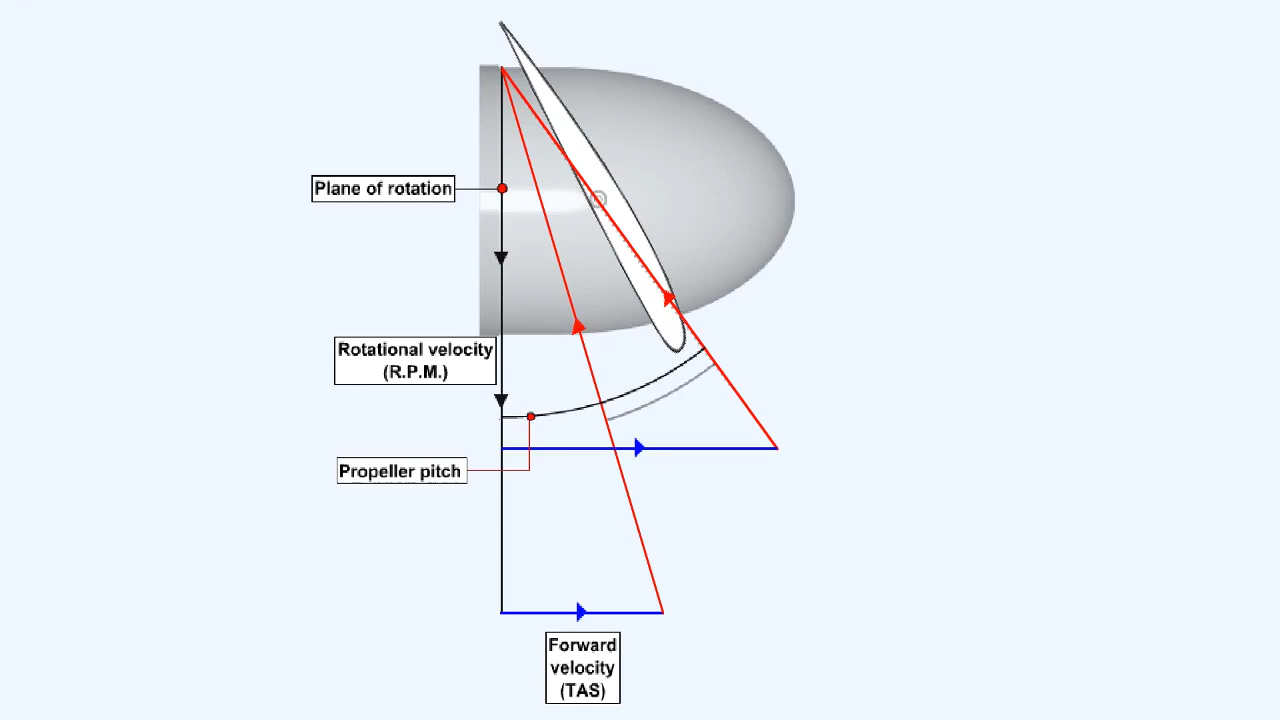 Plane of rotation
Rotational velocity
(R.P.M.)
Propeller pitch
Forward
velocity
(TAS)